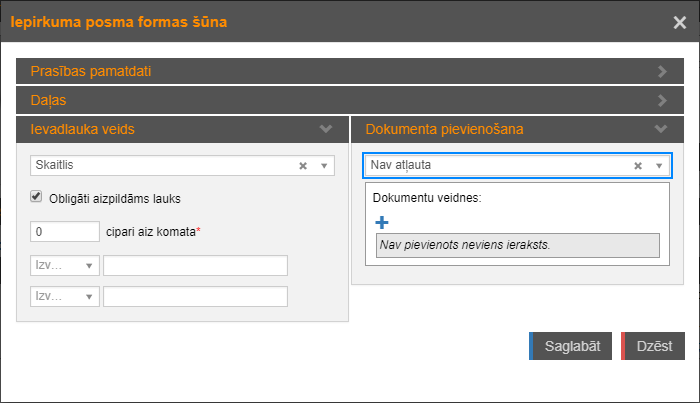 Iepirkuma posma formas šūna
Prasības pamatdati
Daļas
Ievadlauka veids
Skaitlis
Obligāti aizpildāms lauks
0 cipari aiz komata*
Izv...
Izv...
Dokumenta pievienošana
Nav atļauta
Dokumentu veidnes:
Nav pievienots neviens ieraksts.
Saglabāt
Dzēst